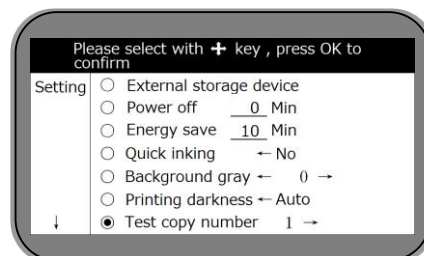 Please select with ✚ key , press OK to
confirm
Setting
○ External storage device
○ Power off 0 Min
○ Energy save 10 Min
○ Quick inking ← No
○ Background gray ← 0 →
○ Printing darkness ← Auto
↓ ◉ Test copy number 1 →